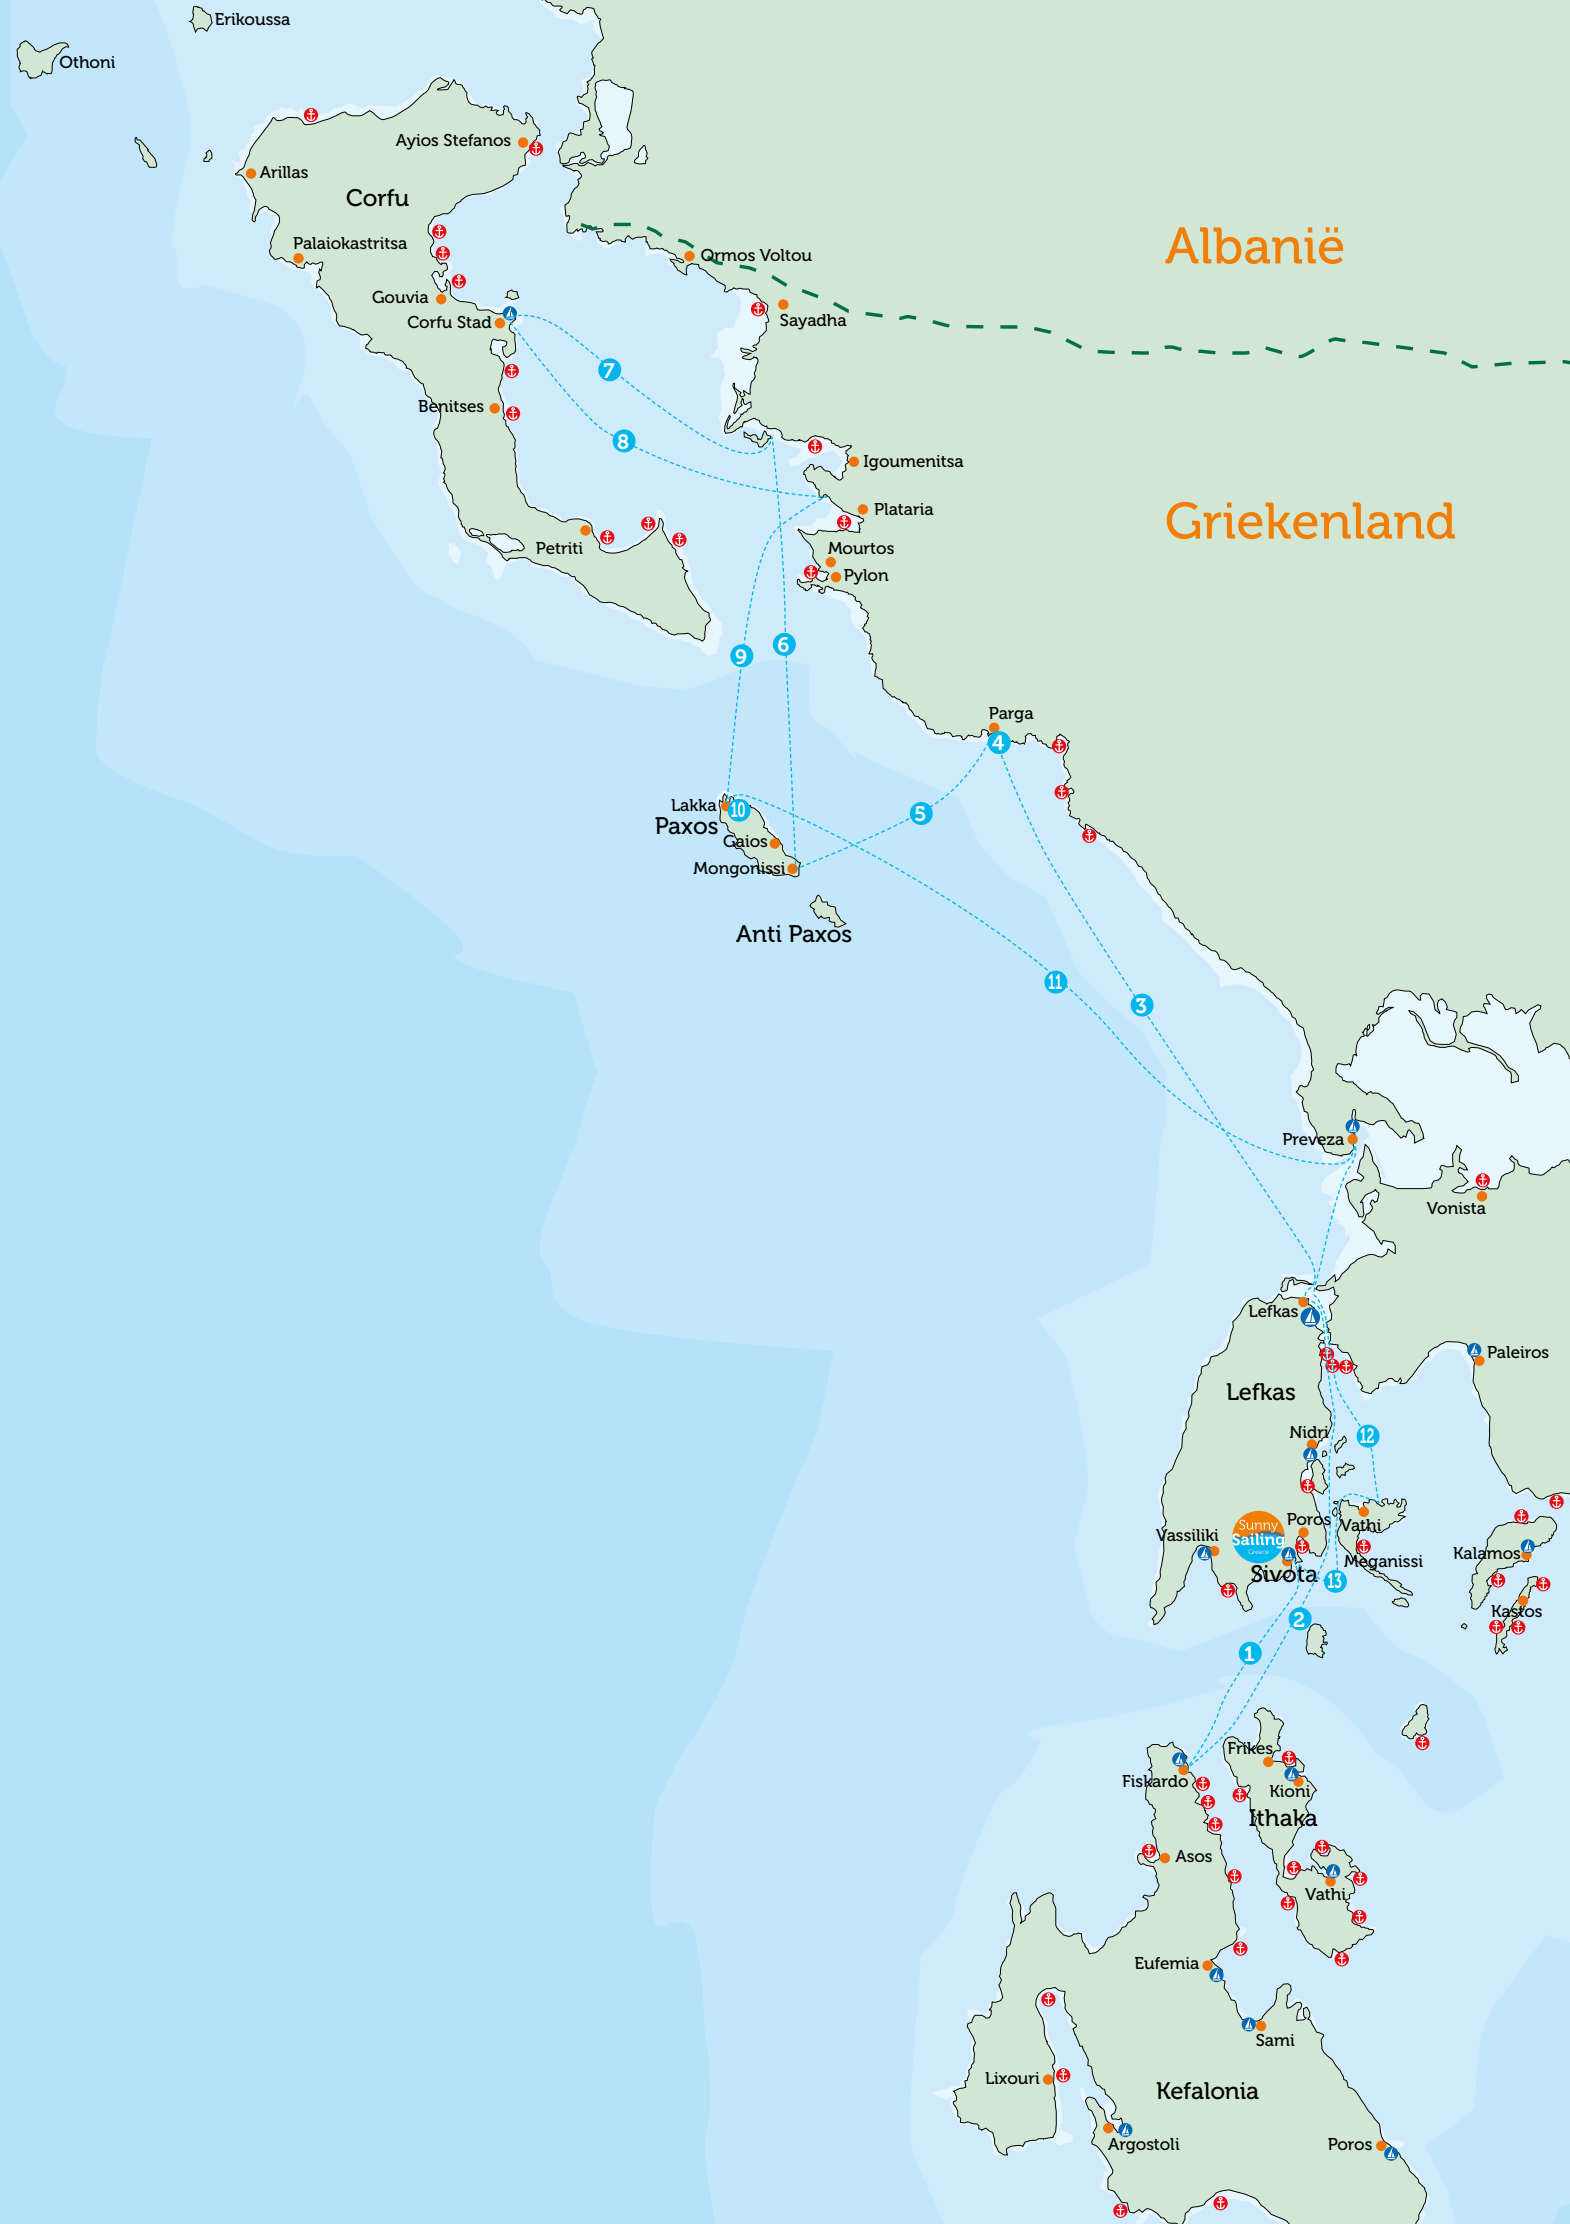 Erikoussa
Othoni
Ayios Stefanos
Arillas
Corfu
Palaiokastritsa
Albanië
Ormos Voltou
Gouvia
Corfu Stad
Sayadha
7
Benitses
8
Igoumenitsa
Plataria
Griekenland
Petriti
Mourtos
Pylon
9
6
Parga
4
Lakka
10
Paxos
5
Gaios
Mongonissi
Anti Paxos
11
3
Preveza
Vonista
Lefkas
Paleiros
Lefkas
Nidri
12
Poros
Vathi
Sunny
Sailing
Greece
Vassiliki
Kalamos
Meganissi
Sivota
13
Kastos
2
1
Frikes
Fiskardo
Kioni
Ithaka
Asos
Vathi
Eufemia
Sami
Lixouri
Kefalonia
Argostoli
Poros